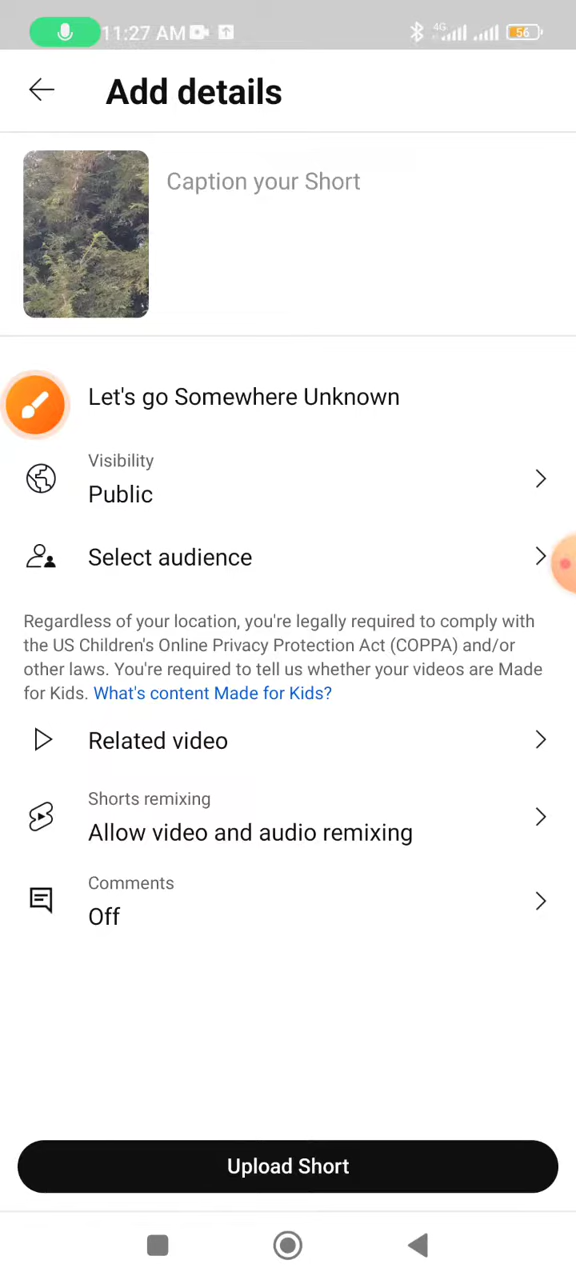 11:27 AM
4G
56
Add details
Caption your Short
Let's go Somewhere Unknown
Visibility
Public
Select audience
Regardless of your location, you're legally required to comply with
the US Children's Online Privacy Protection Act (COPPA) and/or
other laws. You're required to tell us whether your videos are Made
for Kids. What's content Made for Kids?
Related video
Shorts remixing
Allow video and audio remixing
Comments
Off
Upload Short